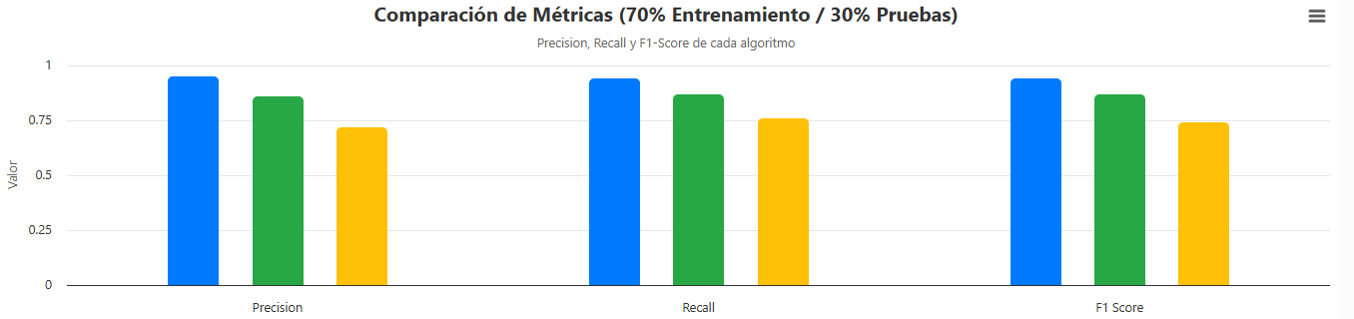 Comparación de Métricas (70% Entrenamiento / 30% Pruebas)
Precision, Recall y F1-Score de cada algoritmo
Valor
1
0.75
0.5
0.25
0
Precision
Recall
F1 Score